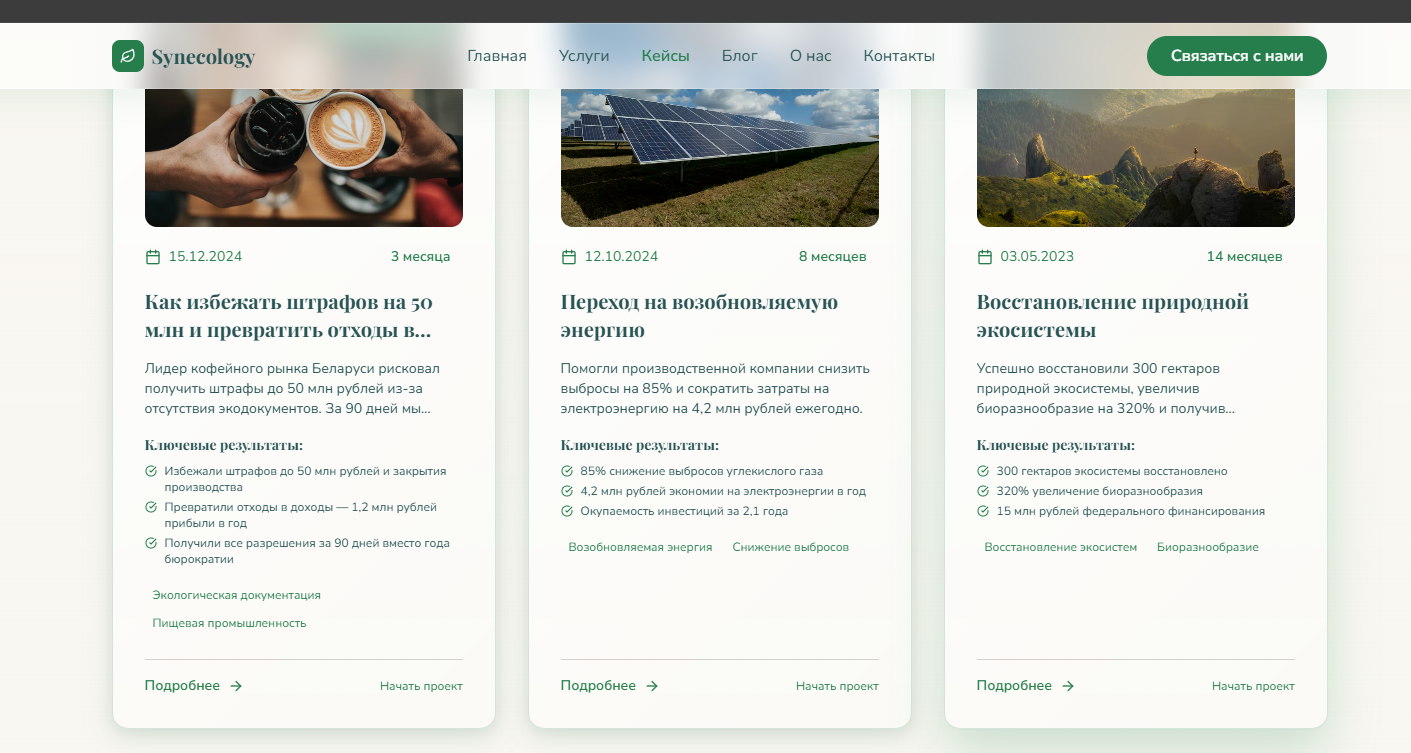 Synecology
Главная
Услуги
Кейсы
Блог
О нас
Контакты
Связаться с нами
15.12.2024
3 месяца
Как избежать штрафов на 50
млн и превратить отходы в...
Лидер кофейного рынка Беларуси рисковал
получить штрафы до 50 млн рублей из-за
отсутствия экодокументов. За 90 дней мы...
Ключевые результаты:
Избежали штрафов до 50 млн рублей и закрытия
производства
Превратили отходы в доходы — 1,2 млн рублей
прибыли в год
Получили все разрешения за 90 дней вместо года
бюрократии
Экологическая документация
Пищевая промышленность
Подробнее
Начать проект
12.10.2024
8 месяцев
Переход на возобновляемую
энергию
Помогли производственной компании снизить
выбросы на 85% и сократить затраты на
электроэнергию на 4,2 млн рублей ежегодно.
Ключевые результаты:
85% снижение выбросов углекислого газа
4,2 млн рублей экономии на электроэнергии в год
Окупаемость инвестиций за 2,1 года
Возобновляемая энергия
Снижение выбросов
Подробнее
Начать проект
03.05.2023
14 месяцев
Восстановление природной
экосистемы
Успешно восстановили 300 гектаров
природной экосистемы, увеличив
биоразнообразие на 320% и получив...
Ключевые результаты:
300 гектаров экосистемы восстановлено
320% увеличение биоразнообразия
15 млн рублей федерального финансирования
Восстановление экосистем
Биоразнообразие
Подробнее
Начать проект